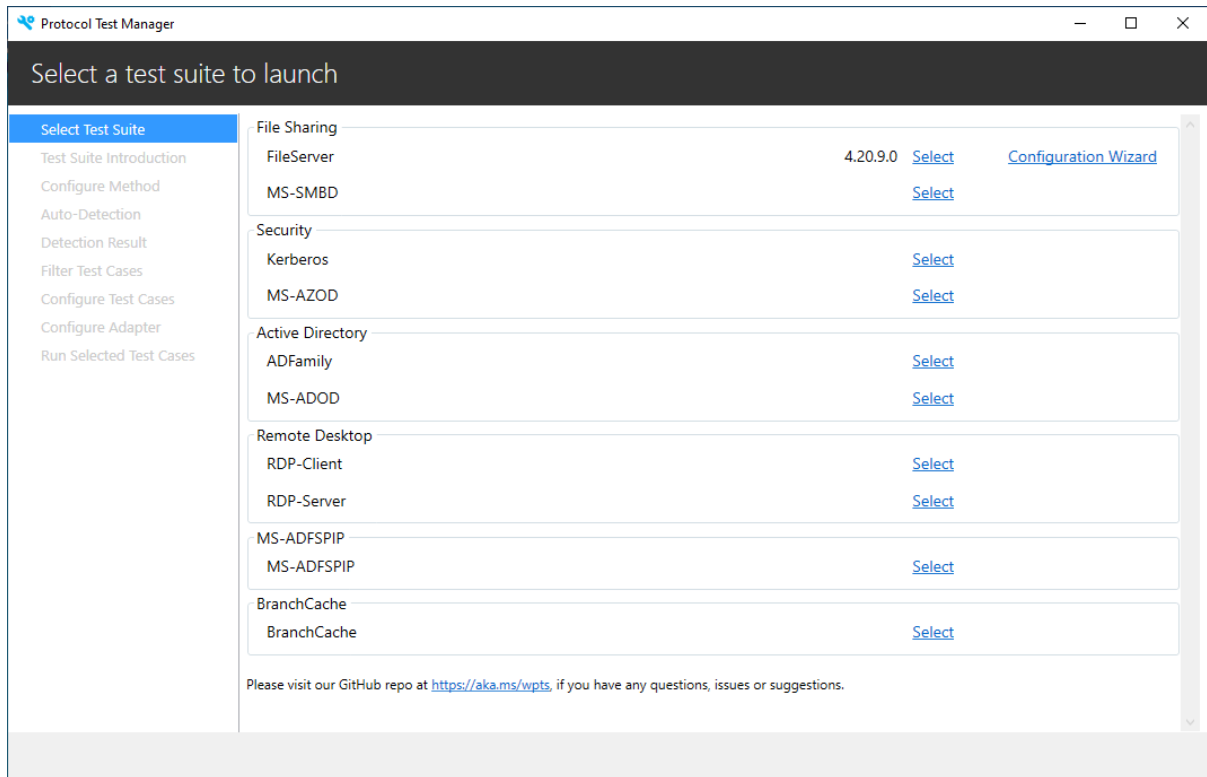 Protocol Test Manager
Select a test suite to launch
Select Test Suite
Test Suite Introduction
Configure Method
Auto-Detection
Detection Result
Filter Test Cases
Configure Test Cases
Configure Adapter
Run Selected Test Cases
File Sharing
FileServer 4.20.9.0 Select Configuration Wizard
MS-SMBD Select
Security
Kerberos Select
MS-AZOD Select
Active Directory
ADFamily Select
MS-ADOD Select
Remote Desktop
RDP-Client Select
RDP-Server Select
MS-ADFSPIP
MS-ADFSPIP Select
BranchCache
BranchCache Select
Please visit our GitHub repo at https://aka.ms/wpts, if you have any questions, issues or suggestions.